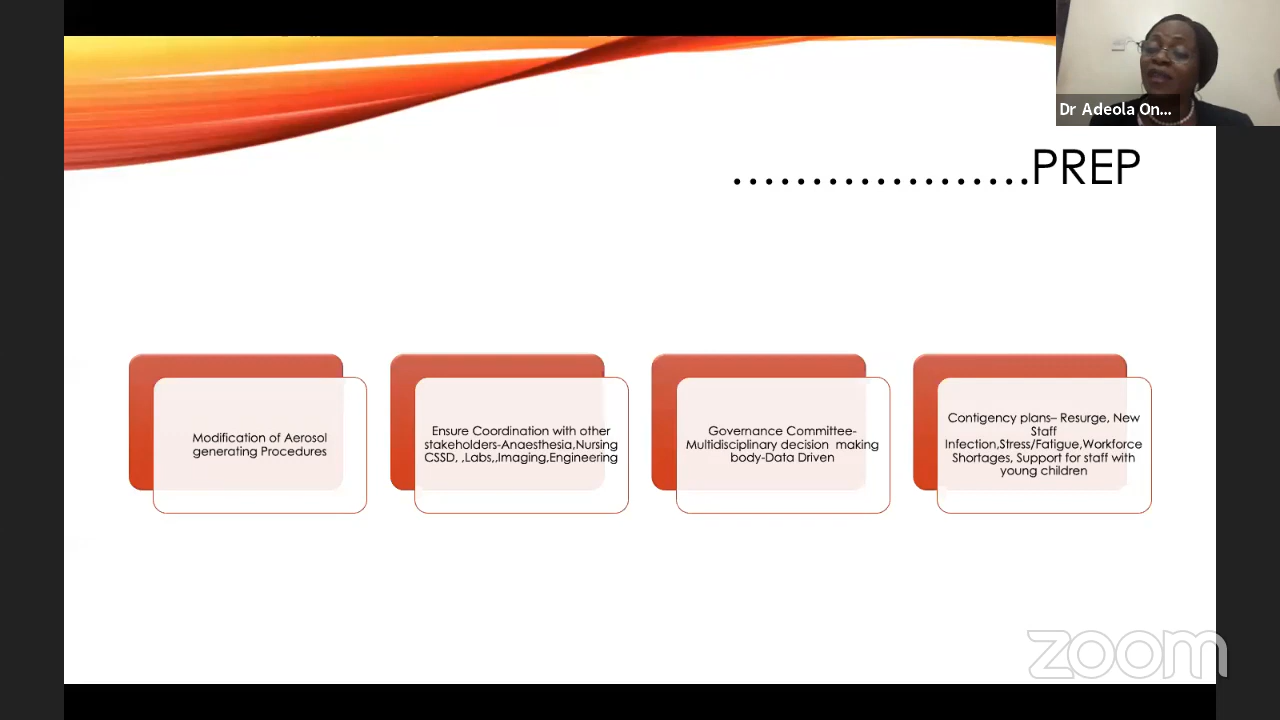 Dr Adeola On...
...................PREP
Modification of Aerosol
generating Procedures
Ensure Coordination with other
stakeholders-Anaesthesia,Nursing
CSSD, ,Labs,,Imaging,Engineering
Governance Committee-
Multidisciplinary decision making
body-Data Driven
Contigency plans– Resurge, New
Staff
Infection,Stress/Fatigue,Workforce
Shortages, Support for staff with
young children
zoom